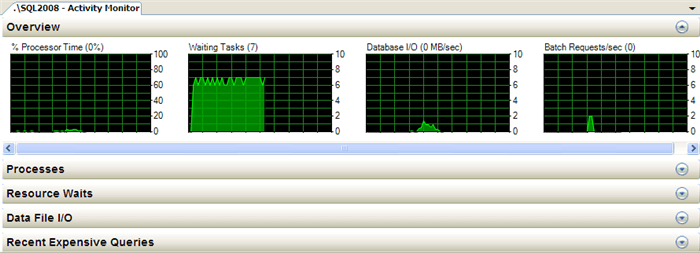 .\SQL2008 - Activity Monitor
Overview
% Processor Time (0%)
100
80
60
40
20
0
Waiting Tasks (7)
10
8
6
4
2
0
Database I/O (0 MB/sec)
10
8
6
4
2
0
Batch Requests/sec (0)
10
8
6
4
2
0
Processes
Resource Waits
Data File I/O
Recent Expensive Queries